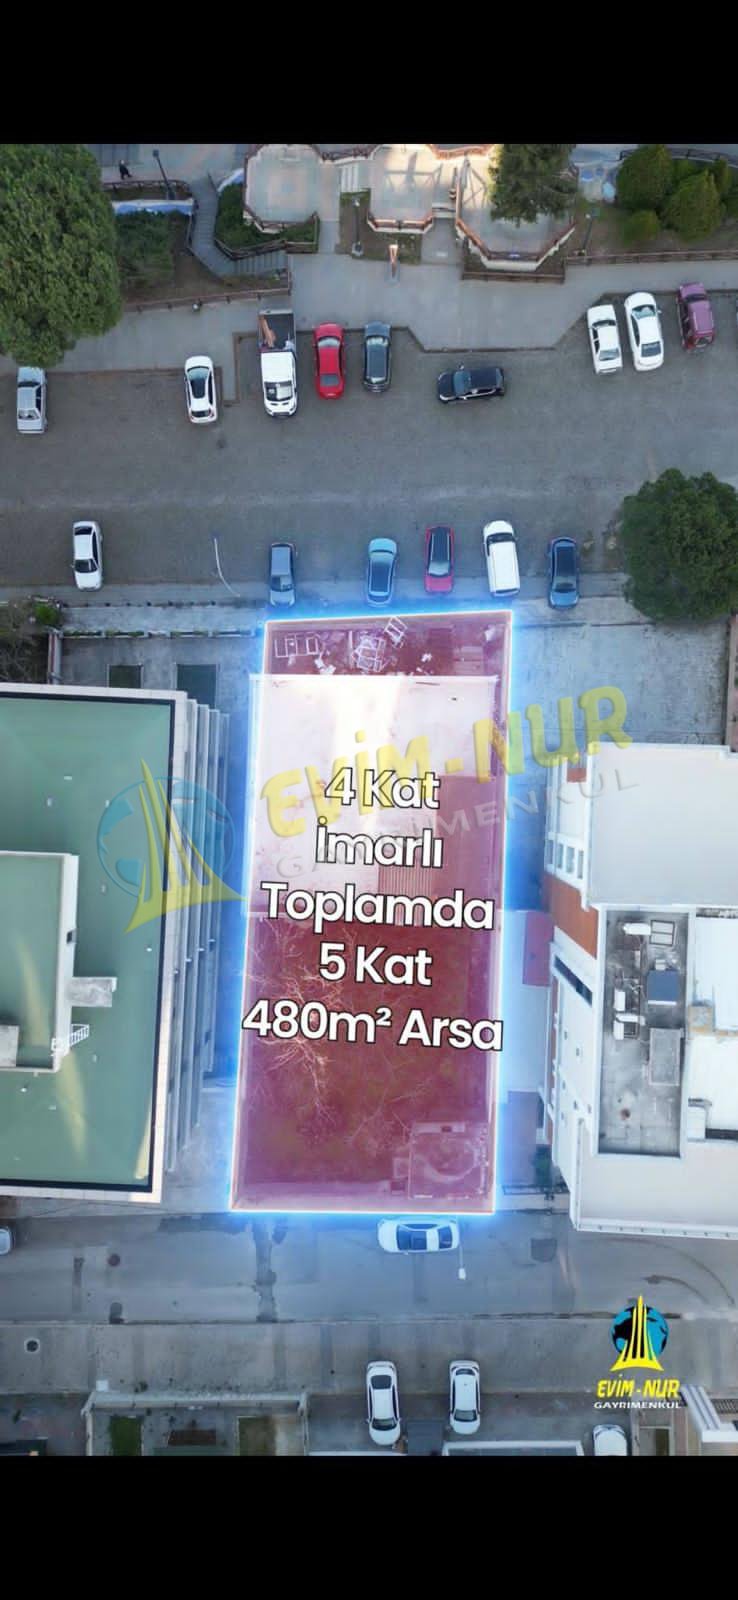 EVİM-NUR
GAYRİMENKUL
4 Kat
İmarlı
Toplamda
5 Kat
480m² Arsa
EVİM-NUR
GAYRİMENKUL